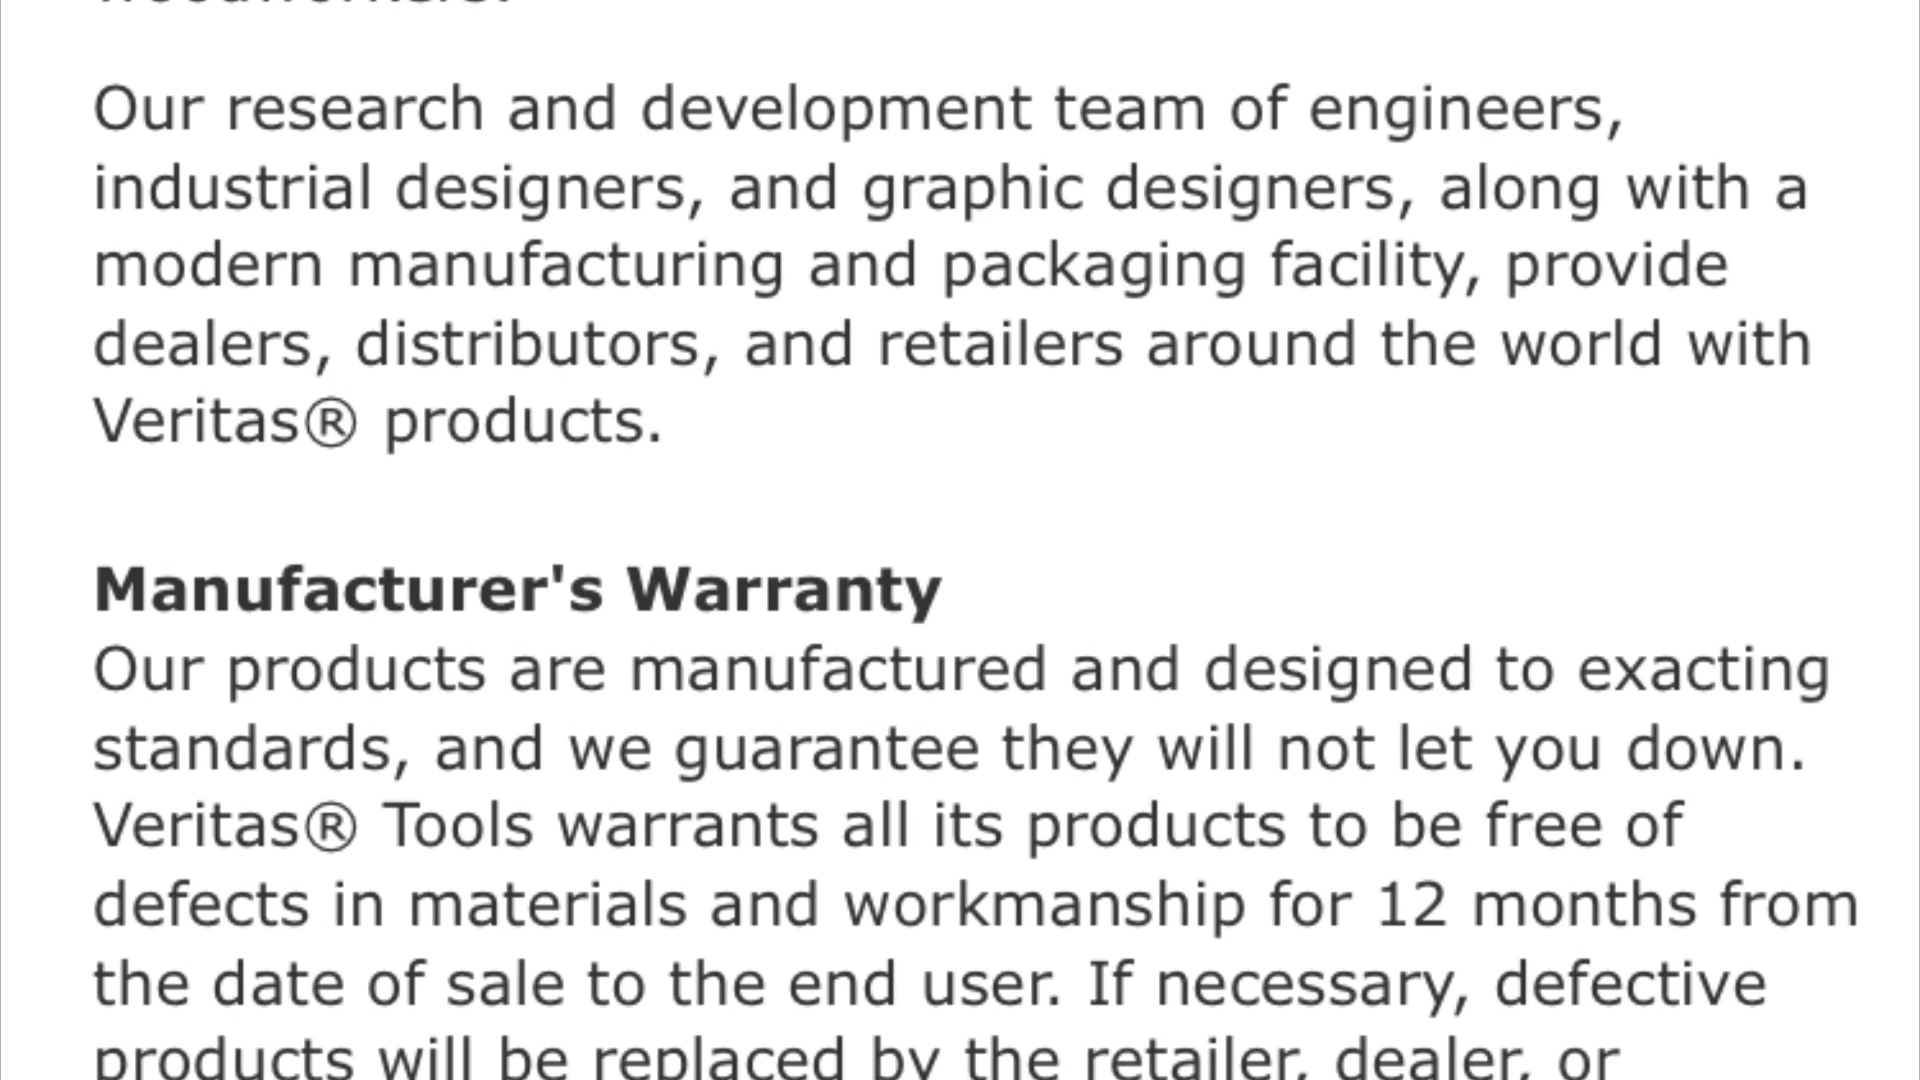 woodworkers.
Our research and development team of engineers,
industrial designers, and graphic designers, along with a
modern manufacturing and packaging facility, provide
dealers, distributors, and retailers around the world with
Veritas® products.
Manufacturer's Warranty
Our products are manufactured and designed to exacting
standards, and we guarantee they will not let you down.
Veritas® Tools warrants all its products to be free of
defects in materials and workmanship for 12 months from
the date of sale to the end user. If necessary, defective
products will be replaced by the retailer, dealer, or